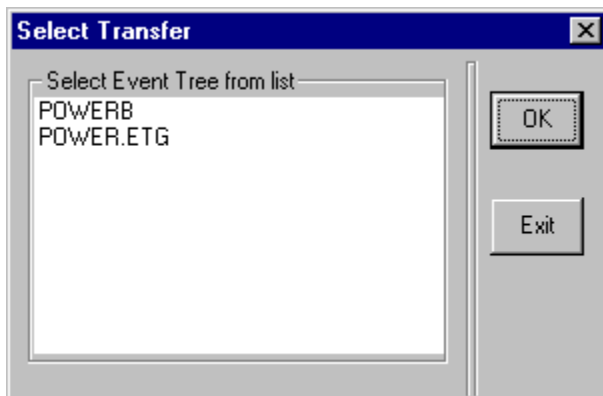 Select Transfer
Select Event Tree from list
POWERB
POWER.ETG
OK
Exit